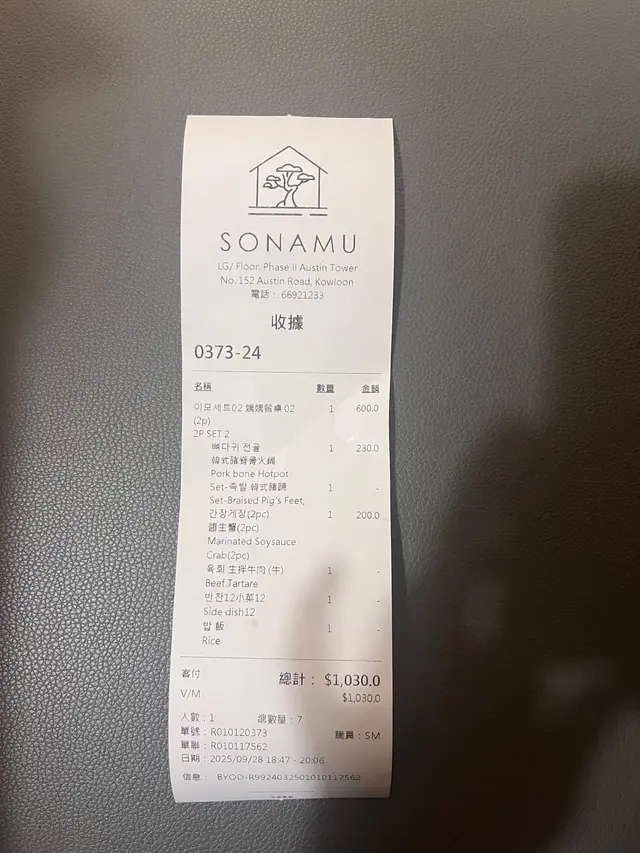 SONAMU
LG/ Floor, Phase II Austin Tower
No. 152 Austin Road, Kowloon
電話： 66921233
收據
0373-24
名稱 數量 金額
이모세트02 姨姨留桌 02 1 600.0
(2p)
2P SET 2
뼈다귀 전골 1 230.0
韓式豬脊骨火鍋
Pork bone Hotpot
Set-족발 韓式豬蹄 1 -
Set-Braised Pig's Feet,
간장게장(2pc) 1 200.0
醬生蟹(2pc)
Marinated Soysauce
Crab(2pc)
육회 生拌牛肉 (牛) 1 -
Beef Tartare
반찬12小菜12 1 -
Side dish12
밥 飯 1 -
Rice
客付 總計： $1,030.0
V/M $1,030.0
人數：1 總數量：7
單號：R010120373 職員：SM
單聯：R010117562
日期：2025/09/28 18:47 - 20:06
信息： BYOD-R9924032501010117562